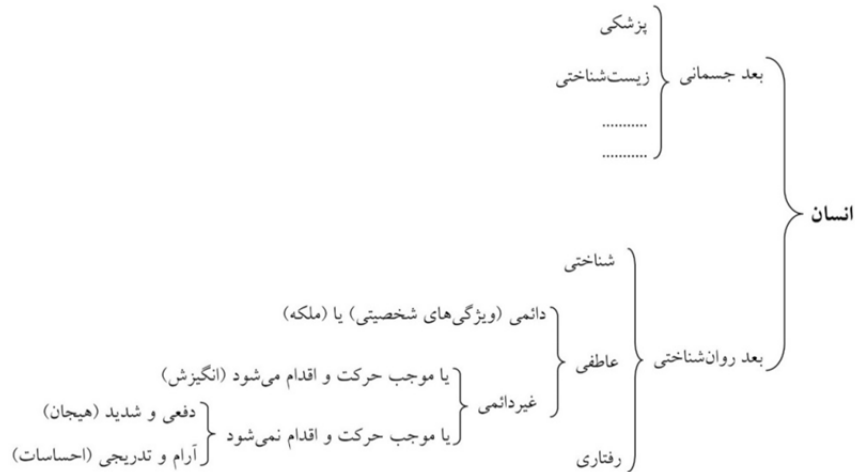 پزشکی
بعد جسمانی
زیست‌شناختی
...........
...........
انسان
شناختی
دائمی (ویژگی‌های شخصیتی) یا (ملکه)
بعد روان‌شناختی
عاطفی
یا موجب حرکت و اقدام می‌شود (انگیزش)
غیردائمی
دفعی و شدید (هیجان)
یا موجب حرکت و اقدام نمی‌شود
آرام و تدریجی (احساسات)
رفتاری